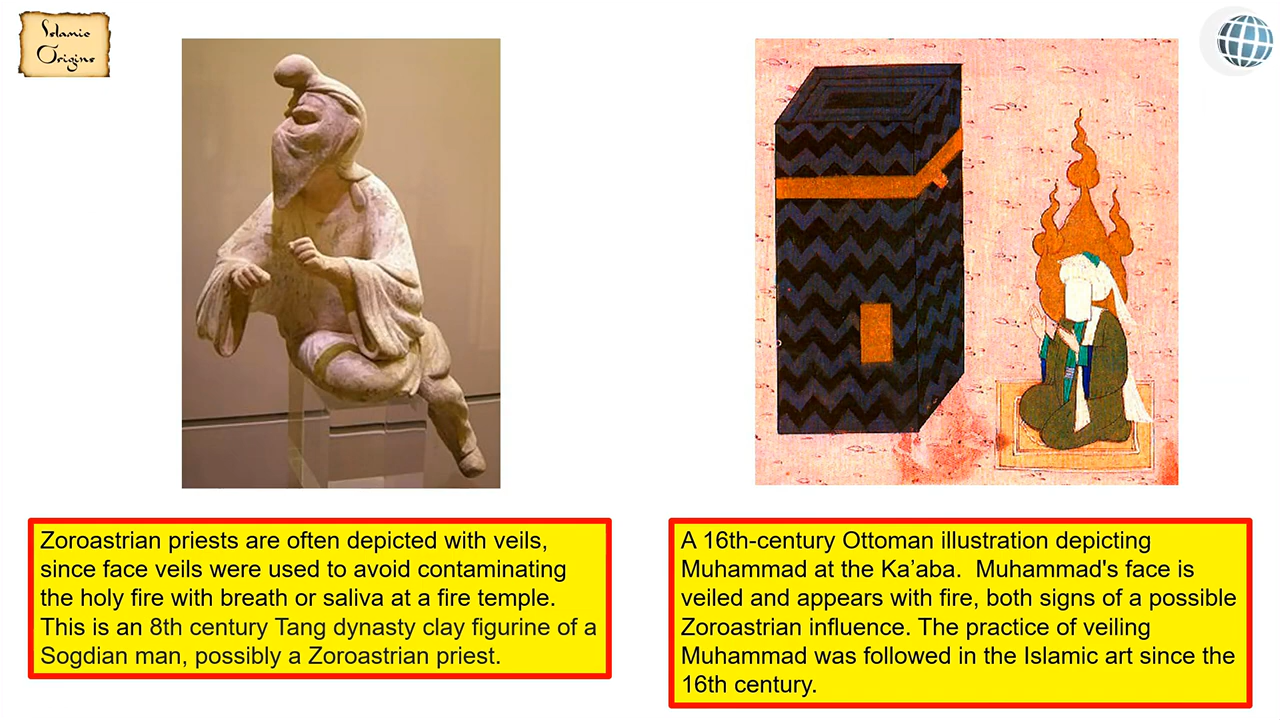 Islamic
Origins
Zoroastrian priests are often depicted with veils,
since face veils were used to avoid contaminating
the holy fire with breath or saliva at a fire temple.
This is an 8th century Tang dynasty clay figurine of a
Sogdian man, possibly a Zoroastrian priest.
A 16th-century Ottoman illustration depicting
Muhammad at the Ka’aba.  Muhammad's face is
veiled and appears with fire, both signs of a possible
Zoroastrian influence. The practice of veiling
Muhammad was followed in the Islamic art since the
16th century.